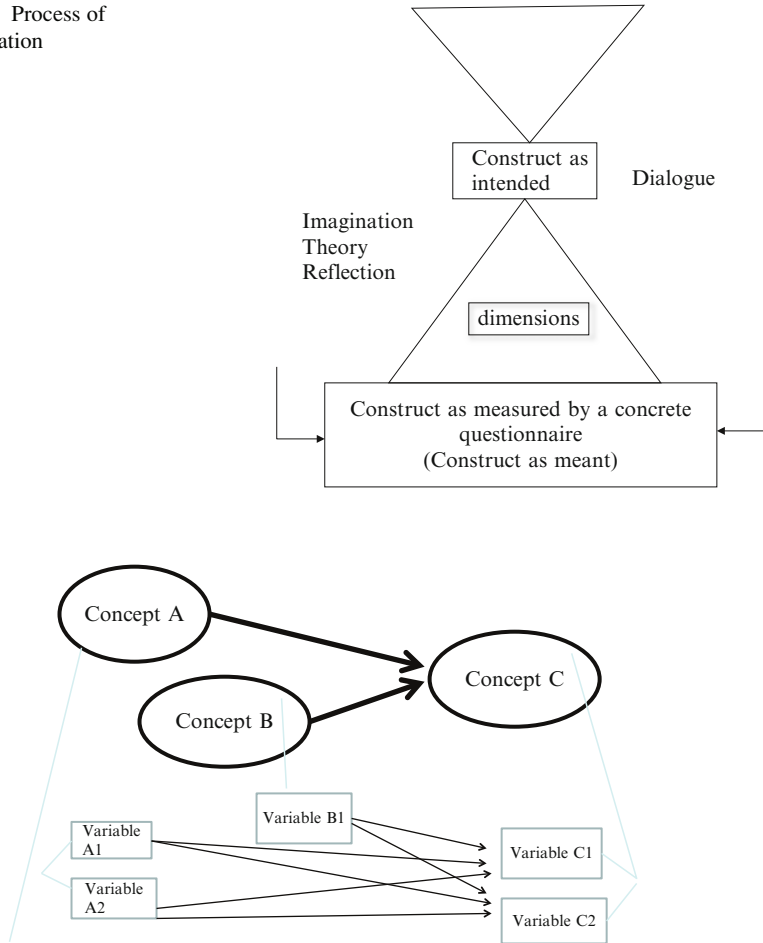 Process of
ation
Construct as
intended
Dialogue
Imagination
Theory
Reflection
dimensions
Construct as measured by a concrete
questionnaire
(Construct as meant)
Concept A
Concept C
Concept B
Variable B1
Variable
A1
Variable C1
Variable
A2
Variable C2